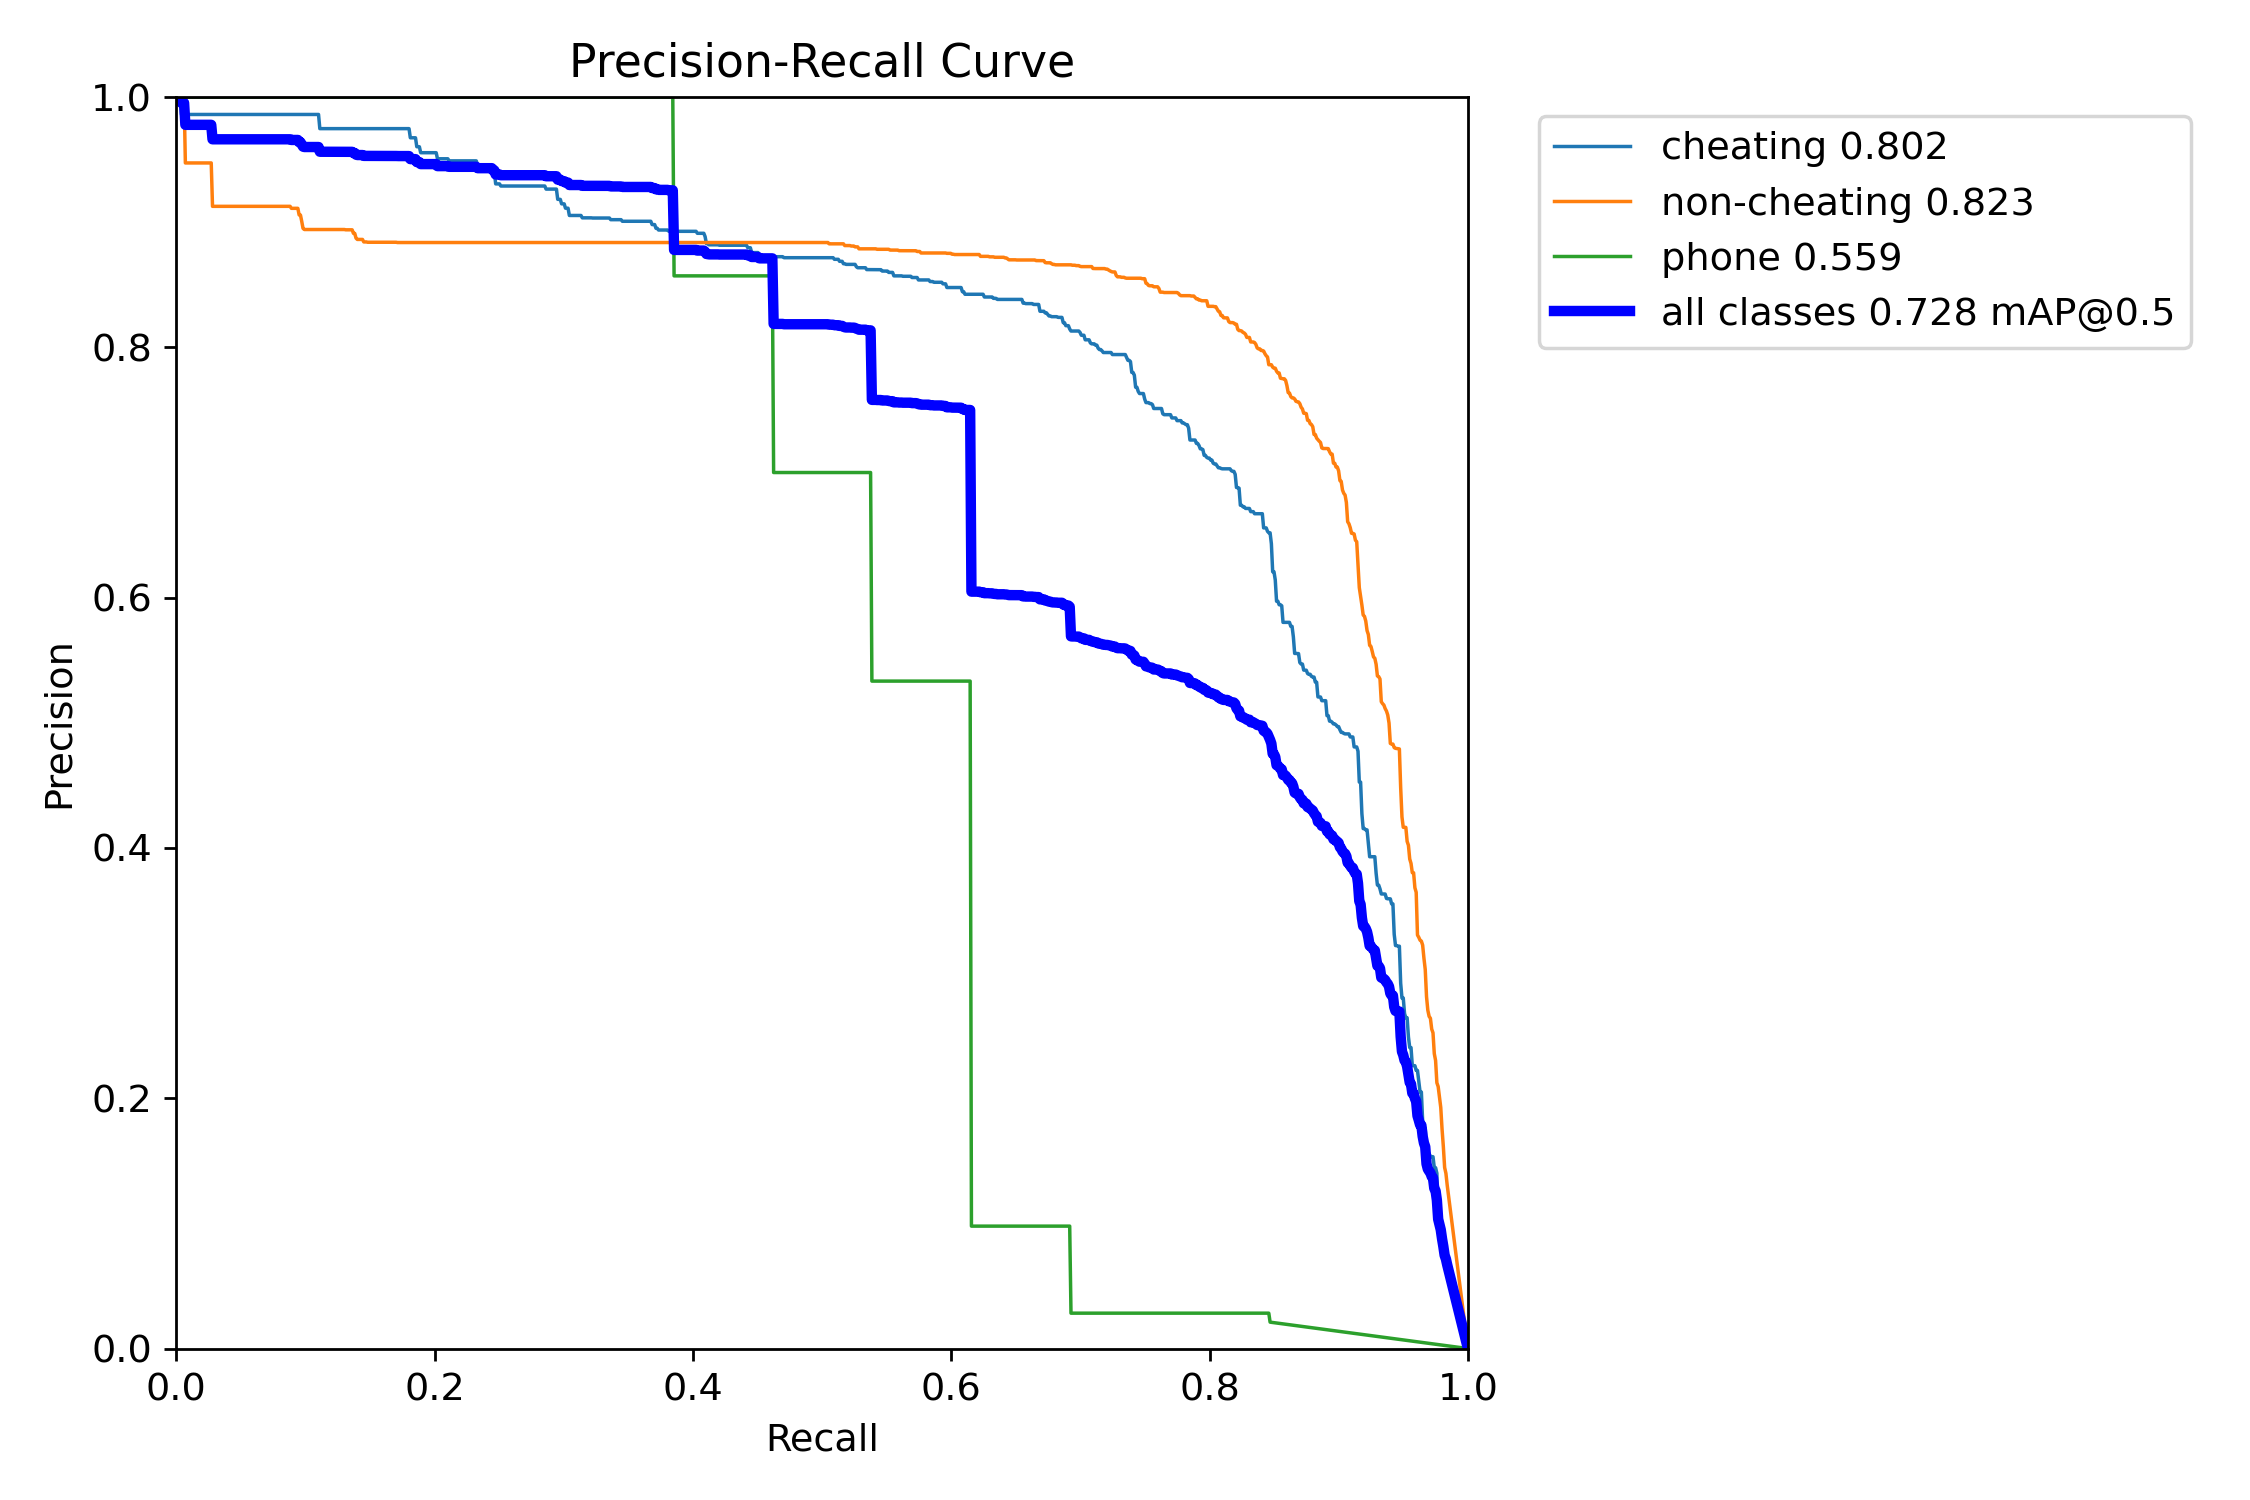 Precision-Recall Curve
1.0
0.8
0.6
0.4
0.2
0.0
Precision
0.0 0.2 0.4 0.6 0.8 1.0
Recall
cheating 0.802
non-cheating 0.823
phone 0.559
all classes 0.728 mAP@0.5